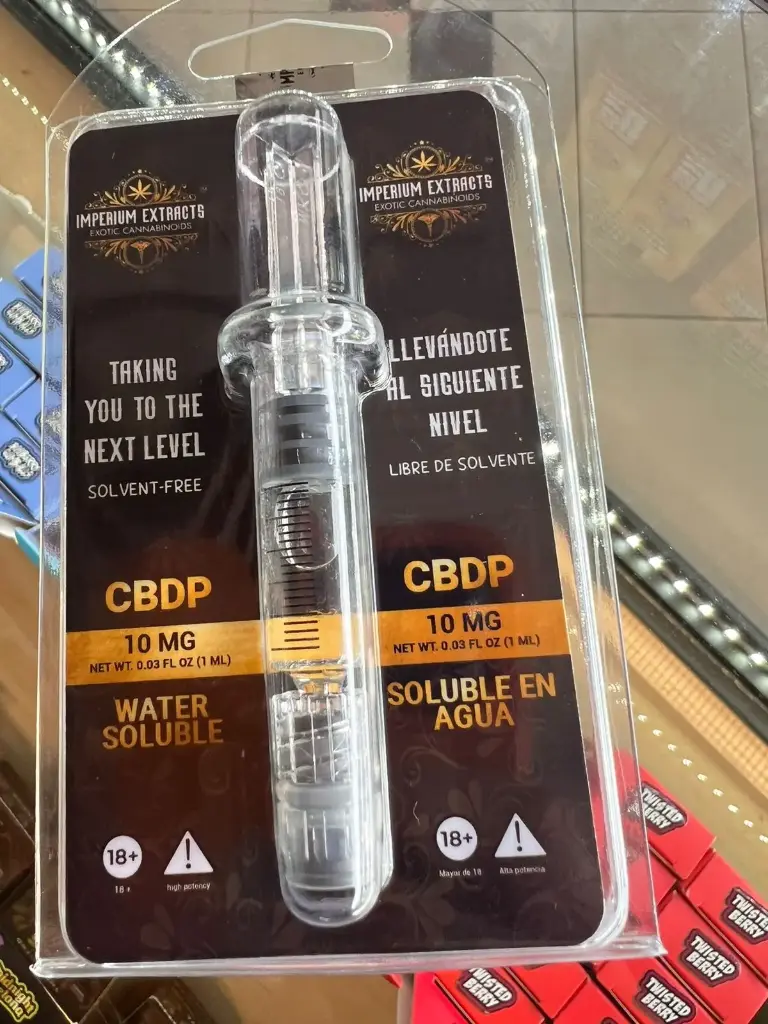 IMPERIUM EXTRACTS
EXOTIC CANNABINOIDS
TAKING
YOU TO THE
NEXT LEVEL
SOLVENT-FREE
CBDP
10 MG
NET WT. 0.03 FL OZ (1 ML)
WATER
SOLUBLE
18+
18 +
high potency
IMPERIUM EXTRACTS
EXOTIC CANNABINOIDS
LLEVÁNDOTE
AL SIGUIENTE
NIVEL
LIBRE DE SOLVENTE
CBDP
10 MG
NET WT. 0.03 FL OZ (1 ML)
SOLUBLE EN
AGUA
18+
Mayor de 18
Alta potencia
TWISTED
BERRY
TWISTED
BERRY
TWISTED
BERRY
TWISTED
BERRY
TWISTED